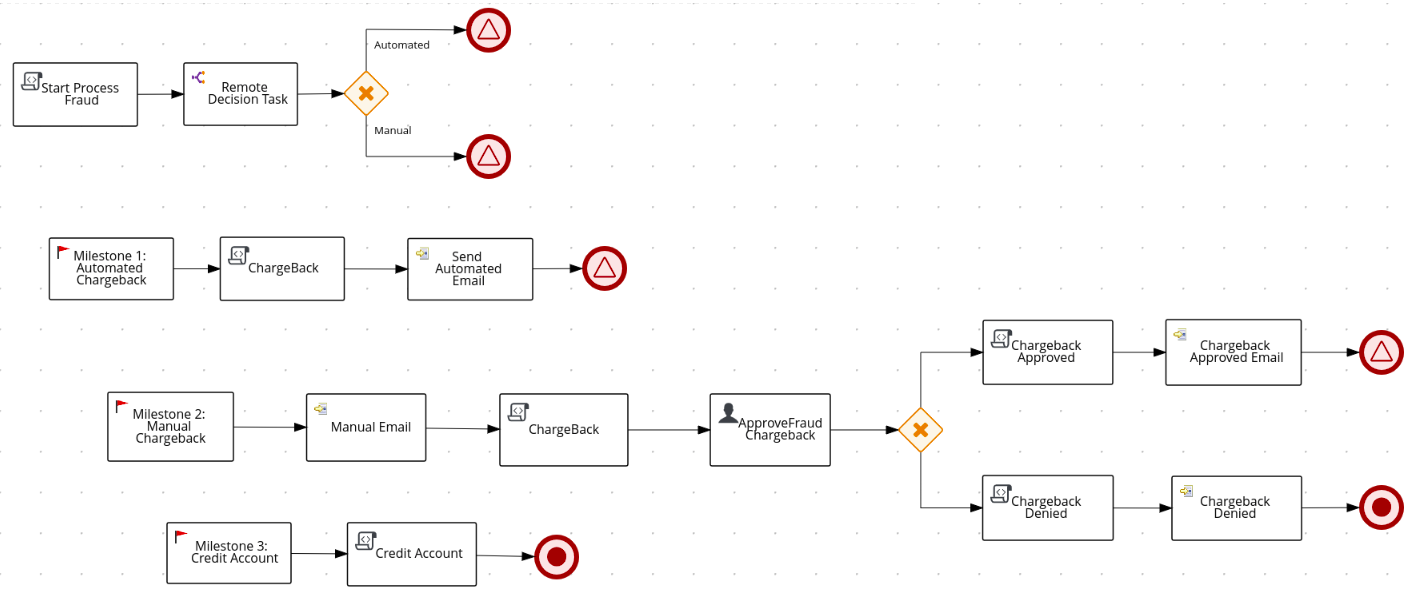 Automated
Start Process
Fraud
Remote
Decision Task
Manual
Milestone 1:
Automated
Chargeback
ChargeBack
Send
Automated
Email
Chargeback
Approved
Chargeback
Approved Email
Milestone 2:
Manual
Chargeback
Manual Email
ChargeBack
ApproveFraud
Chargeback
Chargeback
Denied
Chargeback
Denied
Milestone 3:
Credit Account
Credit Account